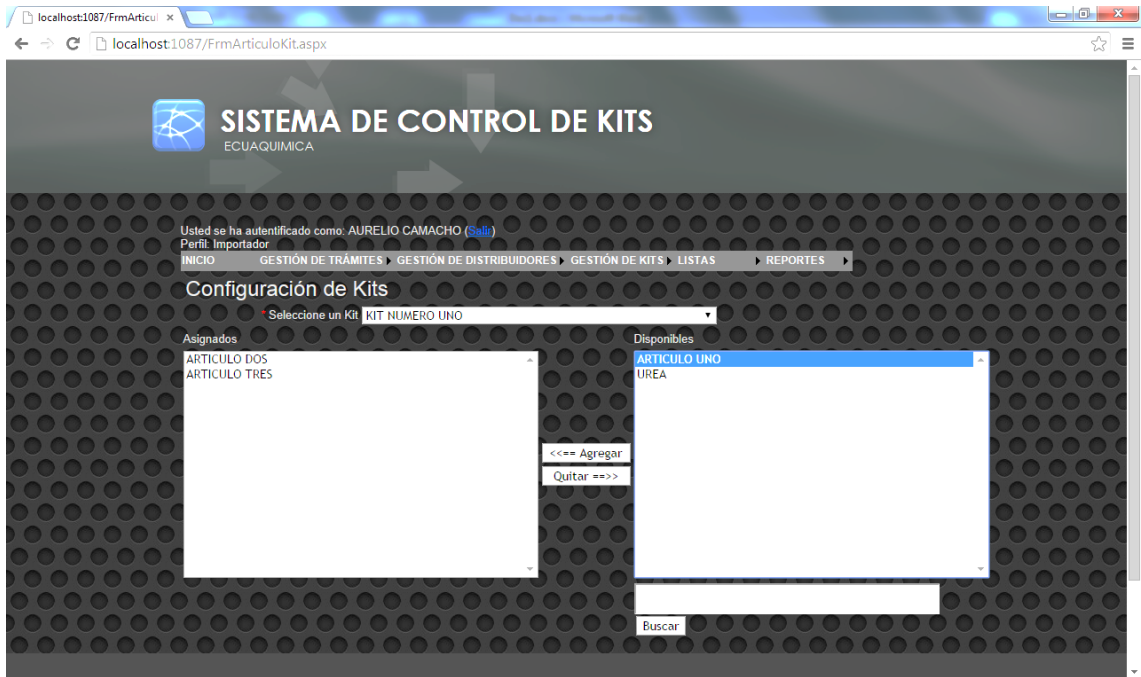 localhost:1087/FrmArticul
localhost:1087/FrmArticuloKit.aspx
SISTEMA DE CONTROL DE KITS
ECUAQUIMICA
Usted se ha autentificado como: AURELIO CAMACHO (Salir)
Perfil: Importador
INICIO GESTIÓN DE TRÁMITES GESTIÓN DE DISTRIBUIDORES GESTIÓN DE KITS LISTAS REPORTES
Configuración de Kits
* Seleccione un Kit KIT NUMERO UNO
Asignados Disponibles
ARTICULO DOS ARTICULO UNO
ARTICULO TRES UREA
<<== Agregar
Quitar ==>>
Buscar